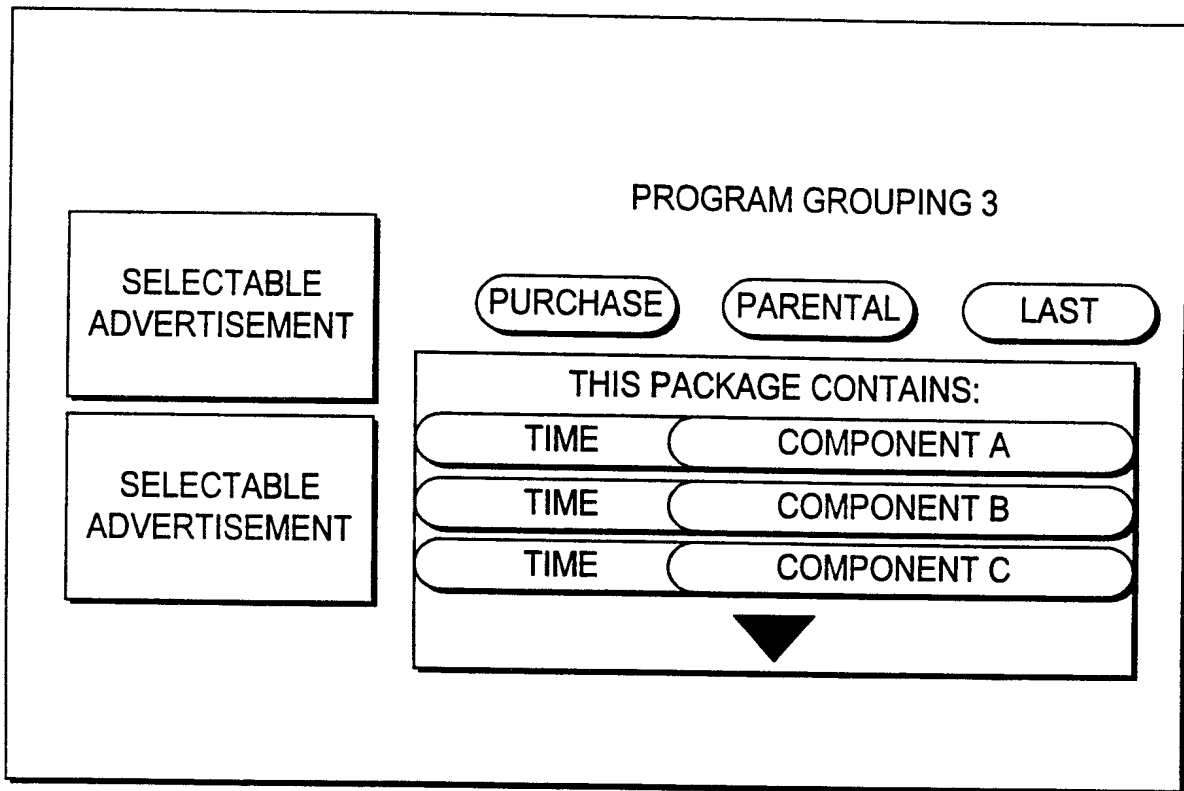 PROGRAM GROUPING 3
SELECTABLE
ADVERTISEMENT
SELECTABLE
ADVERTISEMENT
PURCHASE PARENTAL LAST
THIS PACKAGE CONTAINS:
TIME COMPONENT A
TIME COMPONENT B
TIME COMPONENT C